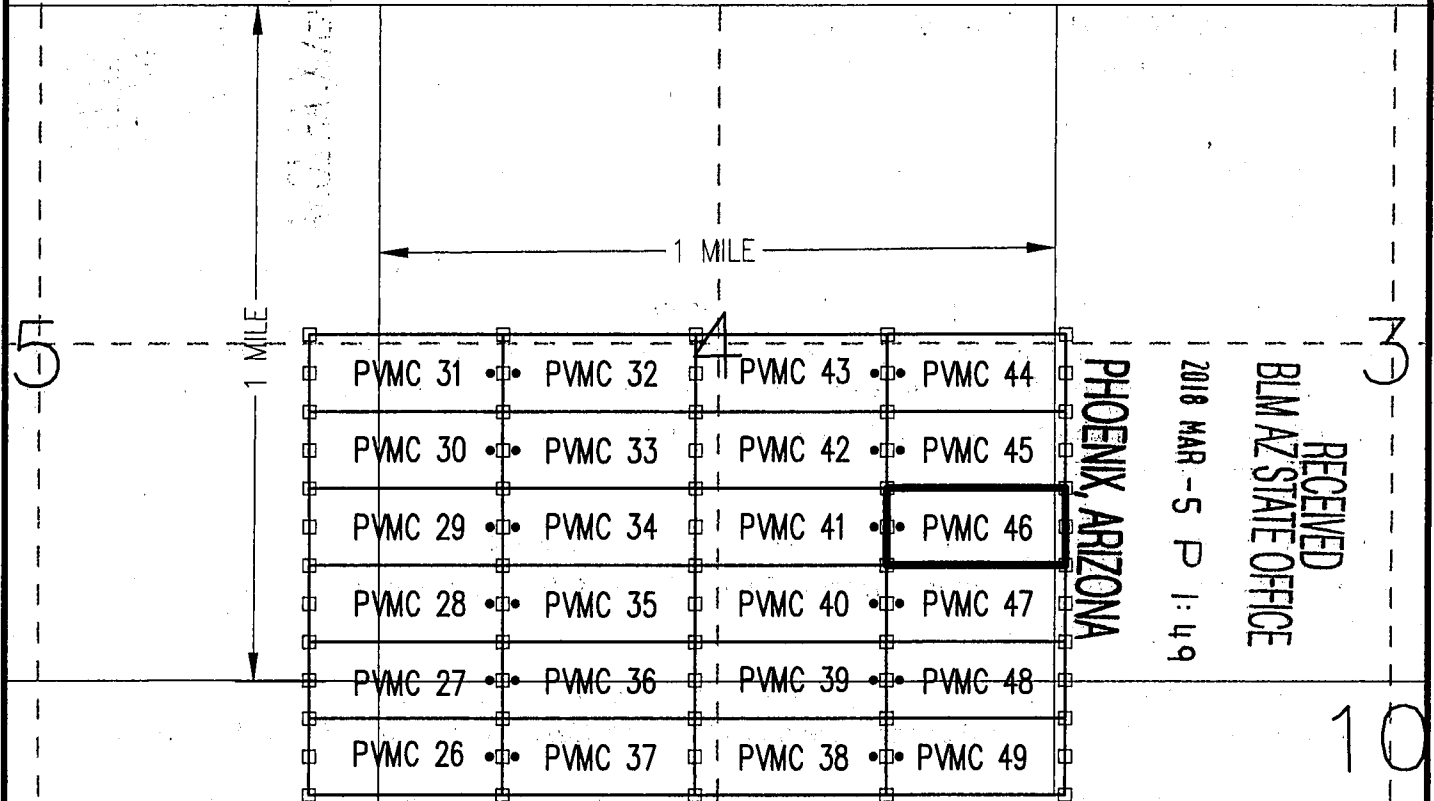 1 MILE
1 MILE
5
4
3
PVMC 31 PVMC 32 PVMC 43 PVMC 44
PVMC 30 PVMC 33 PVMC 42 PVMC 45
PVMC 29 PVMC 34 PVMC 41 PVMC 46
PVMC 28 PVMC 35 PVMC 40 PVMC 47
PVMC 27 PVMC 36 PVMC 39 PVMC 48
PVMC 26 PVMC 37 PVMC 38 PVMC 49
10
RECEIVED
BLM AZ STATE OFFICE
2018 MAR -5 P 1:49
PHOENIX, ARIZONA